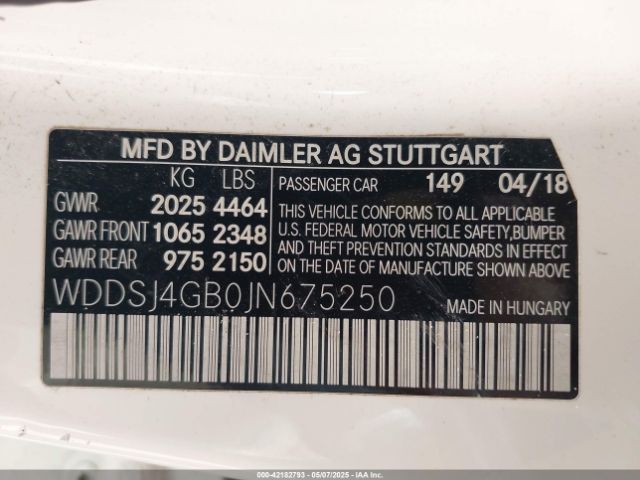 MFD BY DAIMLER AG STUTTGART
KG LBS
GWWR 2025 4464
GAWR FRONT 1065 2348
GAWR REAR 975 2150
PASSENGER CAR 149 04/18
THIS VEHICLE CONFORMS TO ALL APPLICABLE
U.S. FEDERAL MOTOR VEHICLE SAFETY, BUMPER
AND THEFT PREVENTION STANDARDS IN EFFECT
ON THE DATE OF MANUFACTURE SHOWN ABOVE
WDDSJ4GB0JN675250 MADE IN HUNGARY
000-42182793 - 05/07/2025 - IAA Inc.